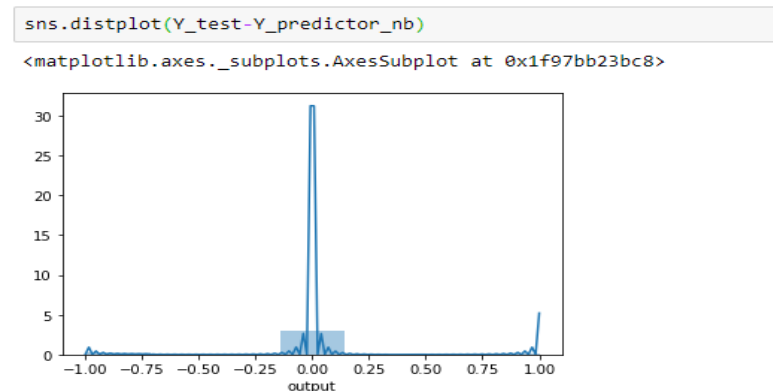 sns.distplot(Y_test-Y_predictor_nb)
<matplotlib.axes._subplots.AxesSubplot at 0x1f97bb23bc8>
30
25
20
15
10
5
0
−1.00 −0.75 −0.50 −0.25 0.00 0.25 0.50 0.75 1.00
output